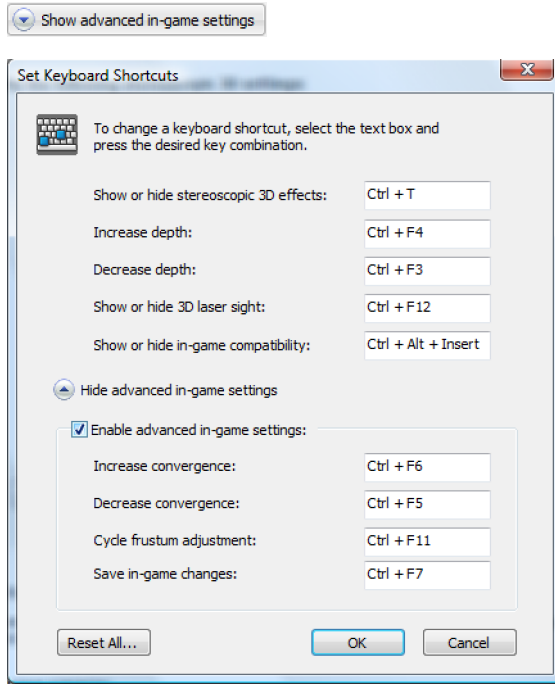 Show advanced in-game settings
Set Keyboard Shortcuts
To change a keyboard shortcut, select the text box and
press the desired key combination.
Show or hide stereoscopic 3D effects: Ctrl + T
Increase depth: Ctrl + F4
Decrease depth: Ctrl + F3
Show or hide 3D laser sight: Ctrl + F12
Show or hide in-game compatibility: Ctrl + Alt + Insert
Hide advanced in-game settings
Enable advanced in-game settings:
Increase convergence: Ctrl + F6
Decrease convergence: Ctrl + F5
Cycle frustum adjustment: Ctrl + F11
Save in-game changes: Ctrl + F7
Reset All... OK Cancel